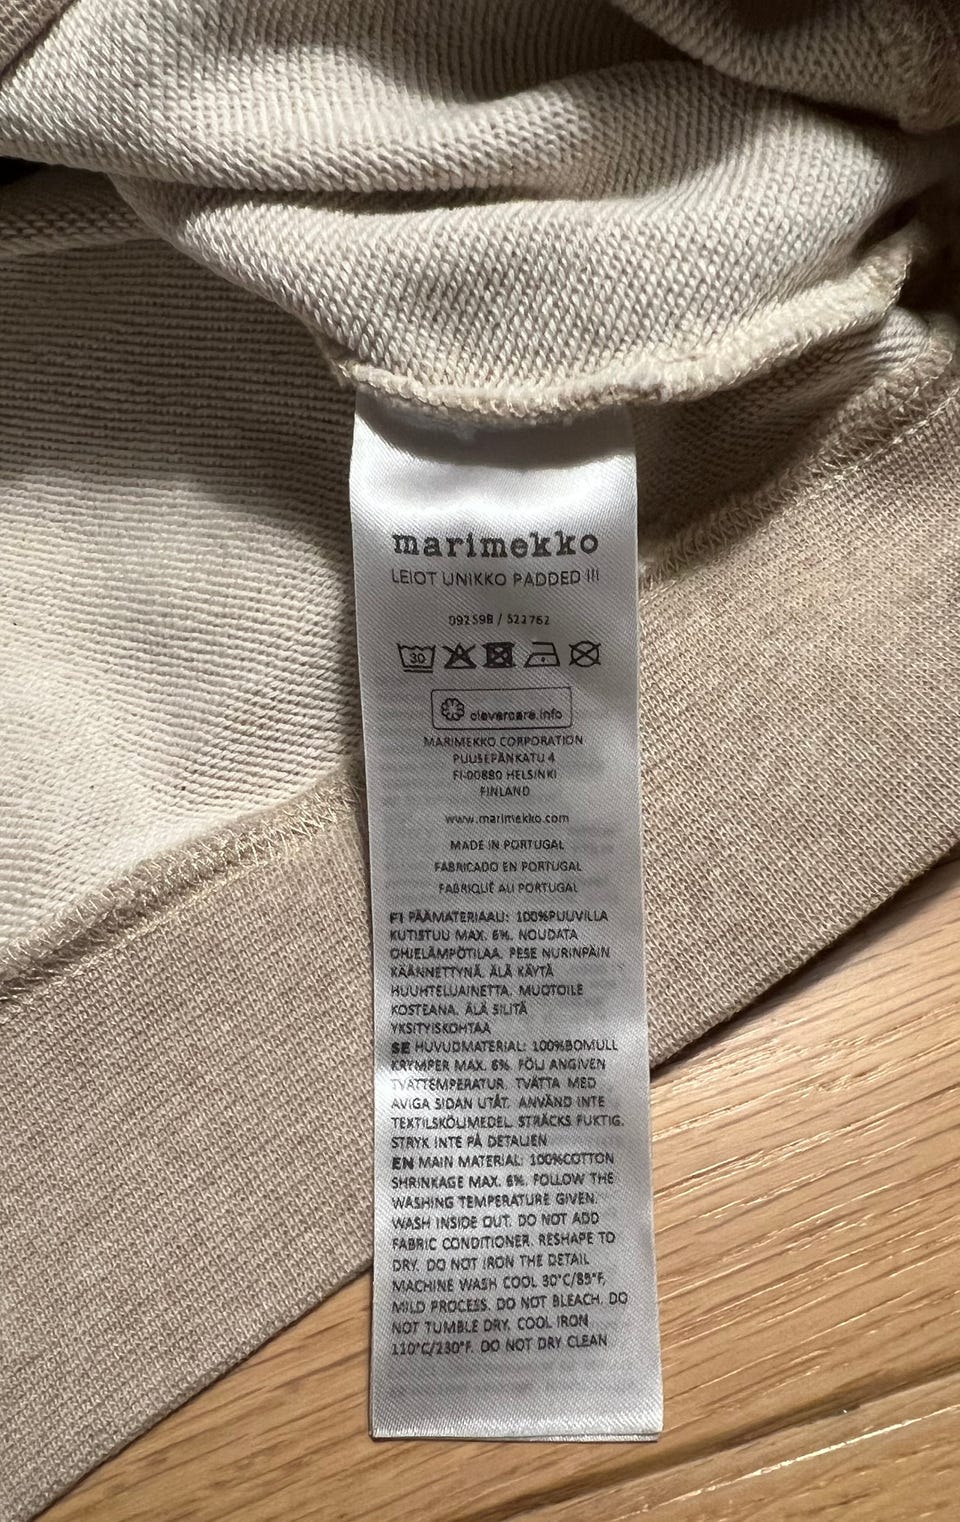 marimekko
LEIOT UNIKKO PADDED III
092598 / 522762
30
clevercare.info
MARIMEKKO CORPORATION
PUUSEPÄNKATU 4
FI-00880 HELSINKI
FINLAND
www.marimekko.com
MADE IN PORTUGAL
FABRICADO EN PORTUGAL
FABRIQUÉ AU PORTUGAL
FI PÄÄMATERIAALI: 100%PUUVILLA
KUTISTUU MAX. 6%. NOUDATA
OHJELÄMPÖTILAA. PESE NURINPÄIN
KÄÄNNETTYNÄ. ÄLÄ KÄYTÄ
HUUHTELUAINETTA. MUOTOILE
KOSTEANA. ÄLÄ SILITÄ
YKSITYISKOHTAA
SE HUVUDMATERIAL: 100%BOMULL
KRYMPER MAX. 6%. FÖLJ ANGIVEN
TVÄTTEMPERATUR. TVÄTTA MED
AVIGA SIDAN UTÅT. ANVÄND INTE
TEXTILSKÖLJMEDEL. STRÄCKS FUKTIG.
STRYK INTE PÅ DETALJEN
EN MAIN MATERIAL: 100%COTTON
SHRINKAGE MAX. 6%. FOLLOW THE
WASHING TEMPERATURE GIVEN.
WASH INSIDE OUT. DO NOT ADD
FABRIC CONDITIONER. RESHAPE TO
DRY. DO NOT IRON THE DETAIL
MACHINE WASH COOL 30°C/85°F,
MILD PROCESS. DO NOT BLEACH. DO
NOT TUMBLE DRY. COOL IRON
110°C/230°F. DO NOT DRY CLEAN